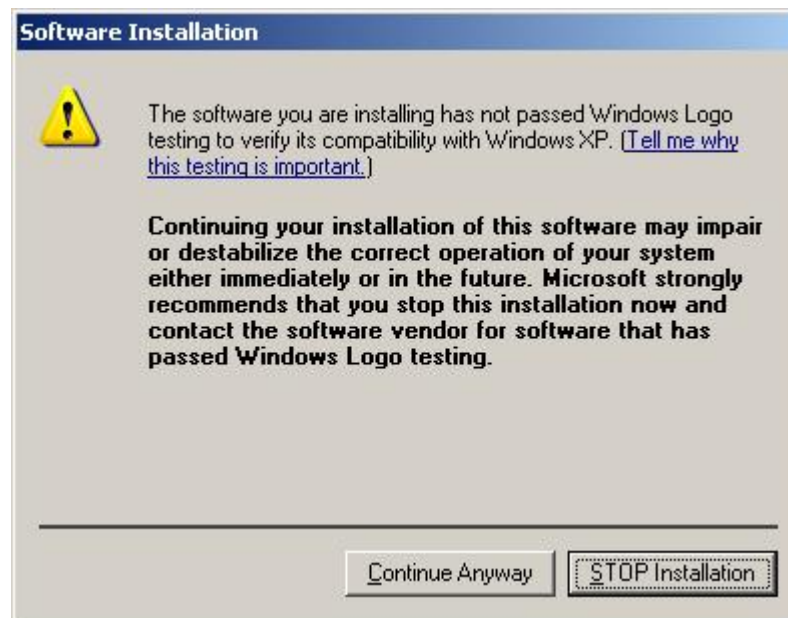 Software Installation
The software you are installing has not passed Windows Logo
testing to verify its compatibility with Windows XP. (Tell me why
this testing is important.)
Continuing your installation of this software may impair
or destabilize the correct operation of your system
either immediately or in the future. Microsoft strongly
recommends that you stop this installation now and
contact the software vendor for software that has
passed Windows Logo testing.
Continue Anyway
STOP Installation